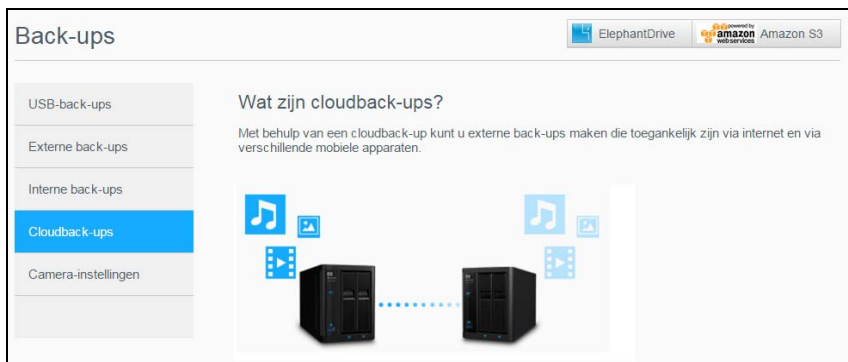 Back-ups
ElephantDrive
powered by
amazon
webservices
Amazon S3
USB-back-ups
Externe back-ups
Interne back-ups
Cloudback-ups
Camera-instellingen
Wat zijn cloudback-ups?
Met behulp van een cloudback-up kunt u externe back-ups maken die toegankelijk zijn via internet en via
verschillende mobiele apparaten.